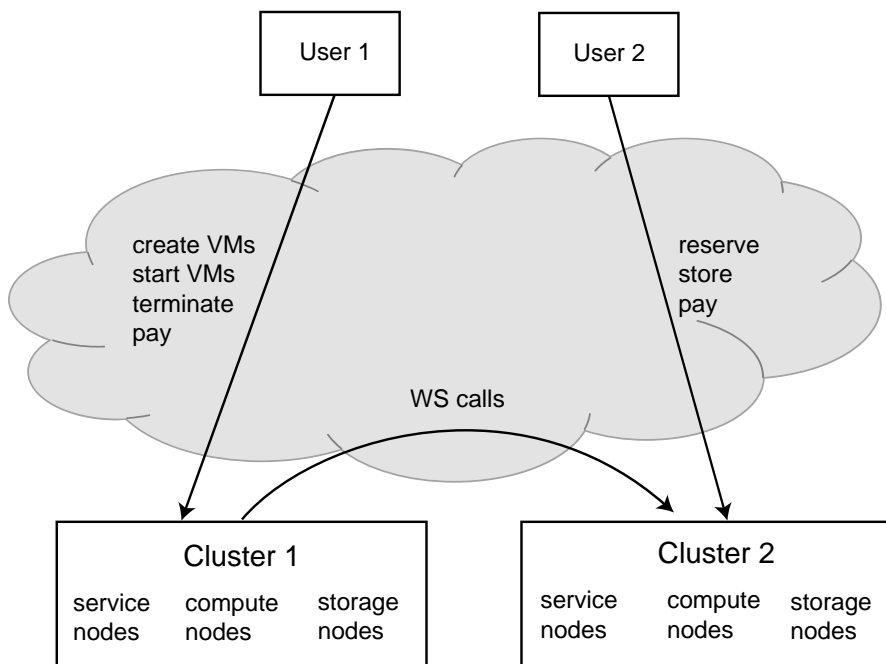 User 1
User 2
create VMs
start VMs
terminate
pay
reserve
store
pay
WS calls
Cluster 1
service
nodes
compute
nodes
storage
nodes
Cluster 2
service
nodes
compute
nodes
storage
nodes